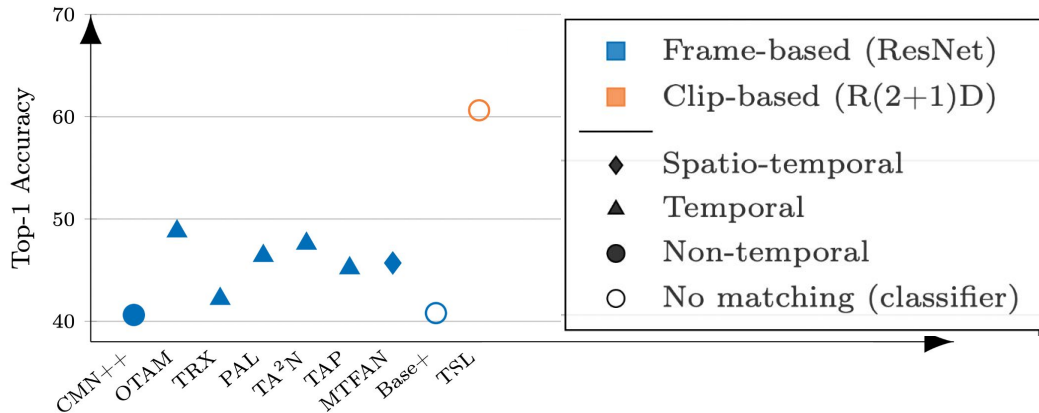 70
60
50
40
Top-1 Accuracy
CMN++
OTAM
TRX
PAL
TA²N
TAP
MTFAN
Base+
TSL
Frame-based (ResNet)
Clip-based (R(2+1)D)
Spatio-temporal
Temporal
Non-temporal
No matching (classifier)